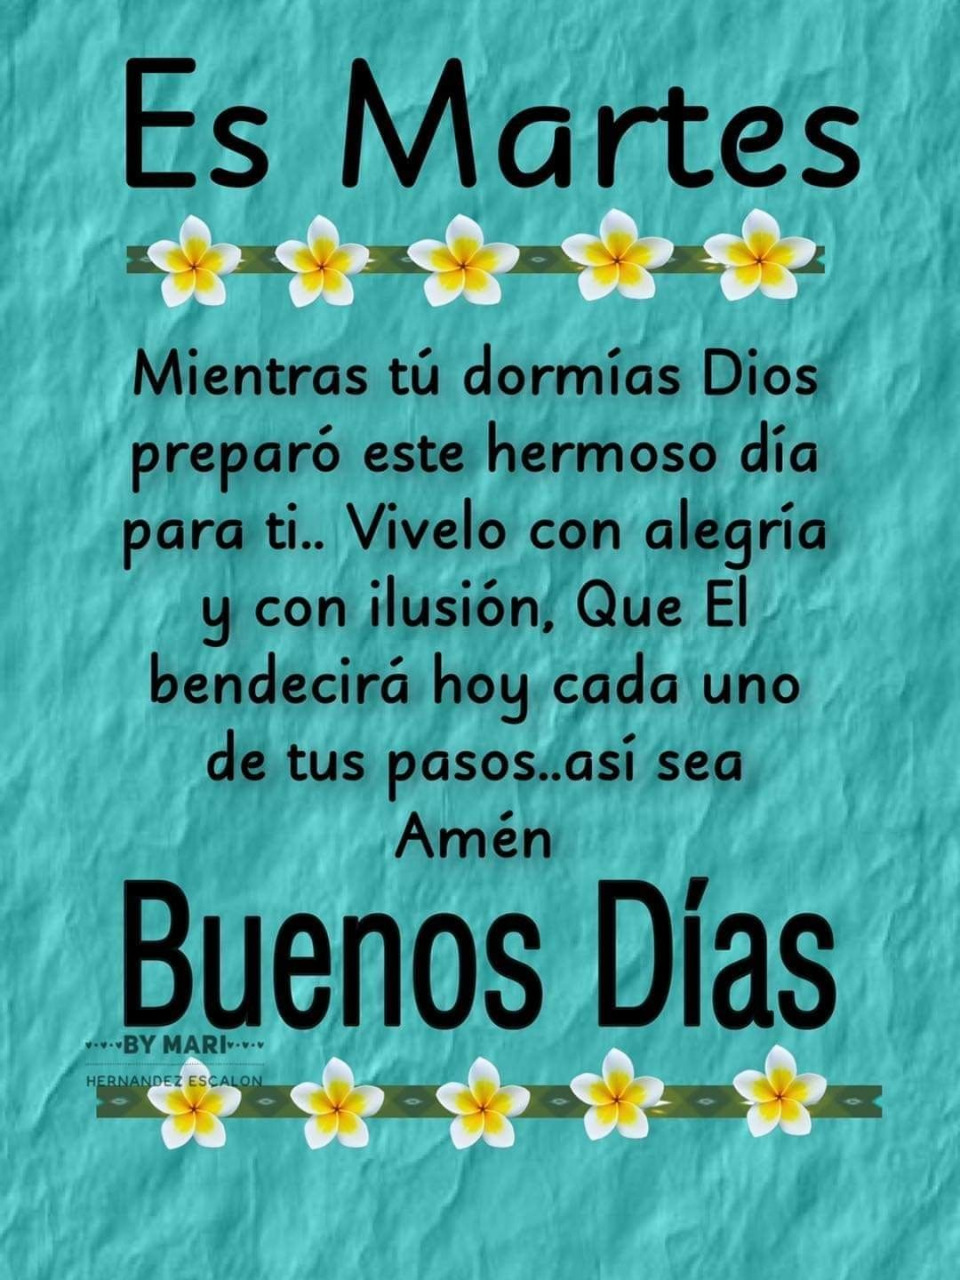 Es Martes
Mientras tú dormías Dios
preparó este hermoso día
para ti.. Vivelo con alegría
y con ilusión, Que El
bendecirá hoy cada uno
de tus pasos..así sea
Amén
Buenos Días
BY MARI
HERNANDEZ ESCALON